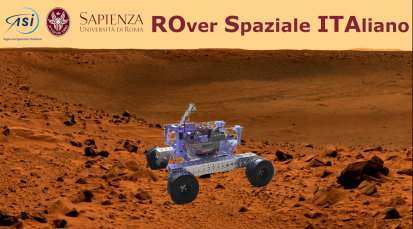 asi
Agenzia Spaziale Italiana
SAPIENZA
UNIVERSITÀ DI ROMA
ROver Spaziale ITAliano